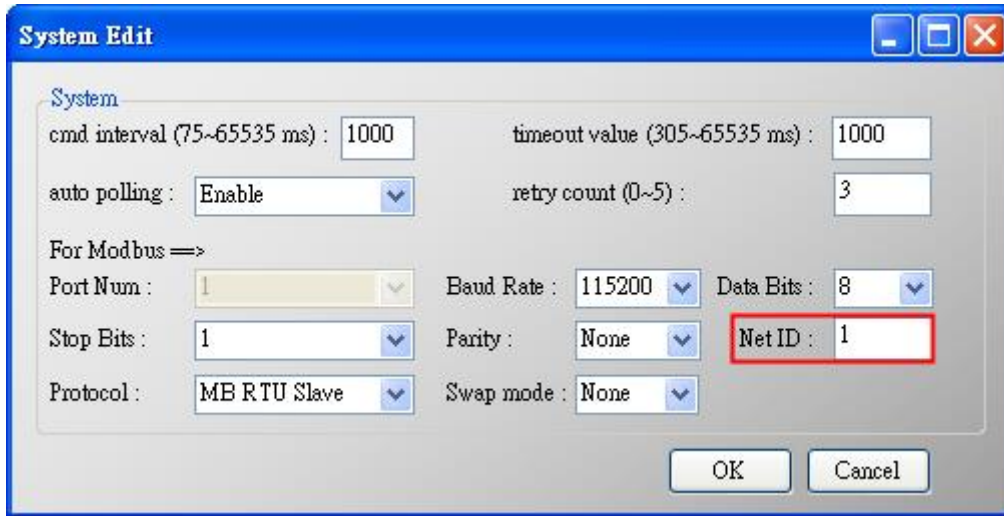 System Edit
System
cmd interval (75~65535 ms) : 1000 timeout value (305~65535 ms) : 1000
auto polling : Enable retry count (0~5) : 3
For Modbus ==>
Port Num : 1 Baud Rate : 115200 Data Bits : 8
Stop Bits : 1 Parity : None Net ID : 1
Protocol : MB RTU Slave Swap mode : None
OK Cancel